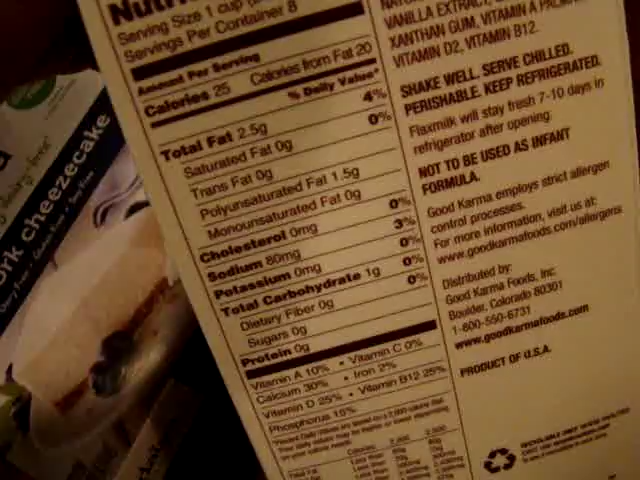 Serving Size 1 cup
Servings Per Container 8
Amount Per Serving
Calories 25 Calories from Fat 20
% Daily Value*
Total Fat 2.5g 4%
Saturated Fat 0g 0%
Trans Fat 0g
Polyunsaturated Fat 1.5g
Monounsaturated Fat 0g
Cholesterol 0mg 0%
Sodium 80mg 3%
Potassium 0mg 0%
Total Carbohydrate 1g 0%
Dietary Fiber 0g 0%
Sugars 0g
Protein 0g
Vitamin A 10% • Vitamin C 0%
Calcium 30% • Iron 2%
Vitamin D 25% • Vitamin B12 25%
Phosphorus 15%
VANILLA EXTRACT,
XANTHAN GUM, VITAMIN A
VITAMIN D2, VITAMIN B12.
SHAKE WELL. SERVE CHILLED.
PERISHABLE. KEEP REFRIGERATED.
Flaxmilk will stay fresh 7-10 days in
refrigerator after opening.
NOT TO BE USED AS INFANT
FORMULA.
Good Karma employs strict allergen
control processes.
For more information, visit us at:
www.goodkarmafoods.com/allergens
Distributed by:
Good Karma Foods, Inc.
Boulder, Colorado 80301
1-800-550-6731
www.goodkarmafoods.com
PRODUCT OF U.S.A.
cheezecake